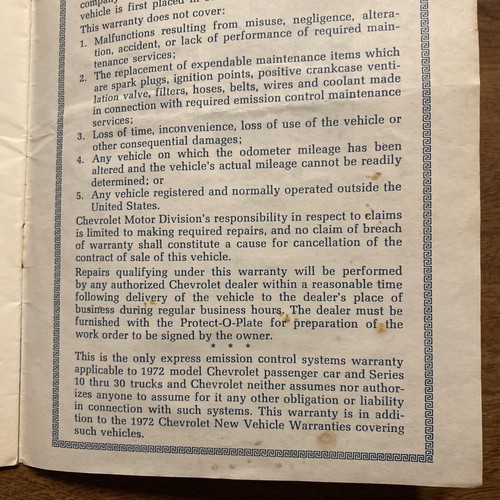 company
vehicle is first placed in
This warranty does not cover:
1. Malfunctions resulting from misuse, negligence, altera-
tion, accident, or lack of performance of required main-
tenance services;
2. The replacement of expendable maintenance items which
are spark plugs, ignition points, positive crankcase venti-
lation valve, filters, hoses, belts, wires and coolant made
in connection with required emission control maintenance
services;
3. Loss of time, inconvenience, loss of use of the vehicle or
other consequential damages;
4. Any vehicle on which the odometer mileage has been
altered and the vehicle's actual mileage cannot be readily
determined; or
5. Any vehicle registered and normally operated outside the
United States.
Chevrolet Motor Division's responsibility in respect to claims
is limited to making required repairs, and no claim of breach
of warranty shall constitute a cause for cancellation of the
contract of sale of this vehicle.
Repairs qualifying under this warranty will be performed
by any authorized Chevrolet dealer within a reasonable time
following delivery of the vehicle to the dealer's place of
business during regular business hours. The dealer must be
furnished with the Protect-O-Plate for preparation of the
work order to be signed by the owner.
* * *
This is the only express emission control systems warranty
applicable to 1972 model Chevrolet passenger car and Series
10 thru 30 trucks and Chevrolet neither assumes nor author-
izes anyone to assume for it any other obligation or liability
in connection with such systems. This warranty is in addi-
tion to the 1972 Chevrolet New Vehicle Warranties covering
such vehicles.